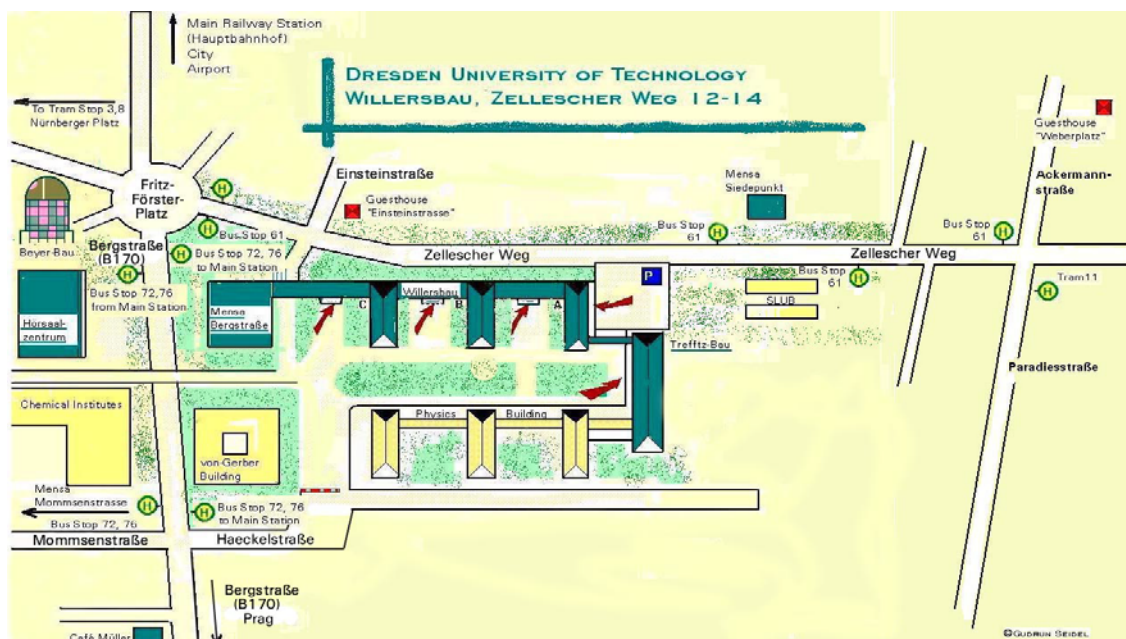 Main Railway Station
(Hauptbahnhof)
City
Airport
DRESDEN UNIVERSITY OF TECHNOLOGY
WILLERSBAU, ZELLESCHER WEG 12-14
To Tram Stop 3,8
Nürnberger Platz
Guesthouse
"Weberplatz"
Fritz-
Förster-
Platz
H
Einsteinstraße
Mensa
Siedepunkt
Ackermann-
straße
Guesthouse
"Einsteinstrasse"
H
Bus Stop 61
Bus Stop
61
H
Bus Stop
61
H
Beyer-Bau
Bergstraße
(B170)
H
Bus Stop 72, 76
to Main Station
Zellescher Weg
Zellescher Weg
H
Bus Stop 72,76
from Main Station
P
Bus Stop
61
H
Tram11
H
Willersbau
C
B
A
SLUB
Hörsaal-
zentrum
Mensa
Bergstraße
Trefftz-Bau
Paradiesstraße
Chemical Institutes
Physics Building
von-Gerber
Building
Mensa
Mommsenstrasse
H
H
Bus Stop 72, 76
to Main Station
Bus Stop 72, 76
Mommsenstraße
Haeckelstraße
Bergstraße
(B170)
Prag
Café Müller
©GUDRUN SEIDEL